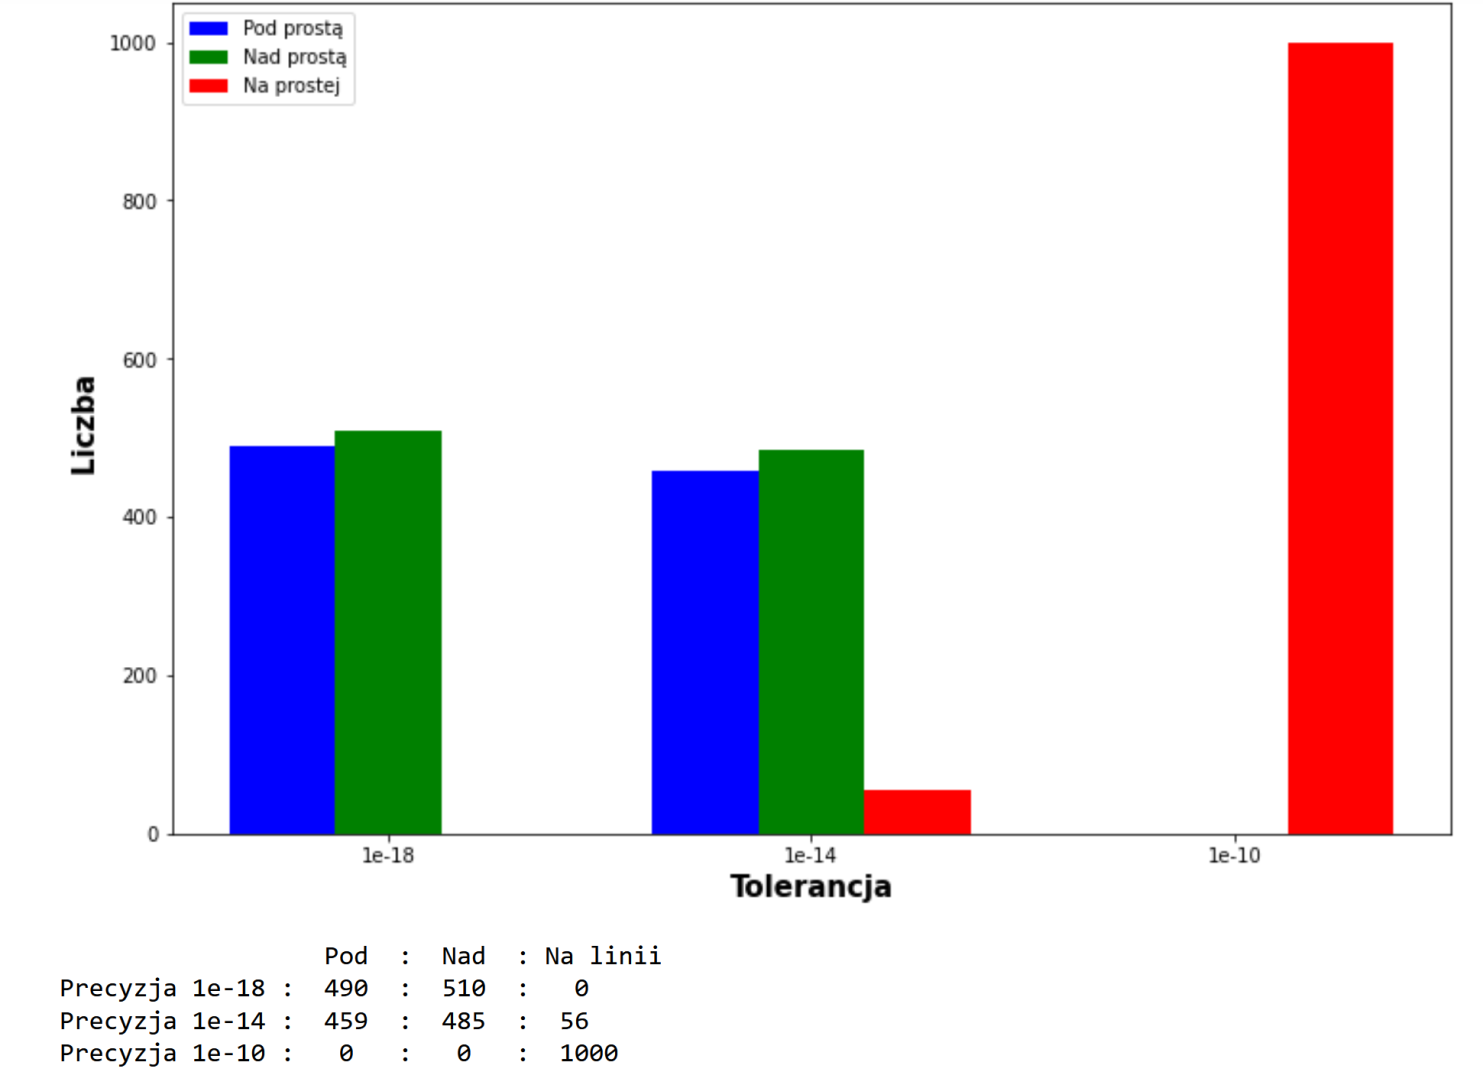 Pod prostą
Nad prostą
Na prostej
1000
800
600
400
200
0
Liczba
1e-18 1e-14 1e-10
Tolerancja
Pod : Nad : Na linii
Precyzja 1e-18 : 490 : 510 : 0
Precyzja 1e-14 : 459 : 485 : 56
Precyzja 1e-10 : 0 : 0 : 1000